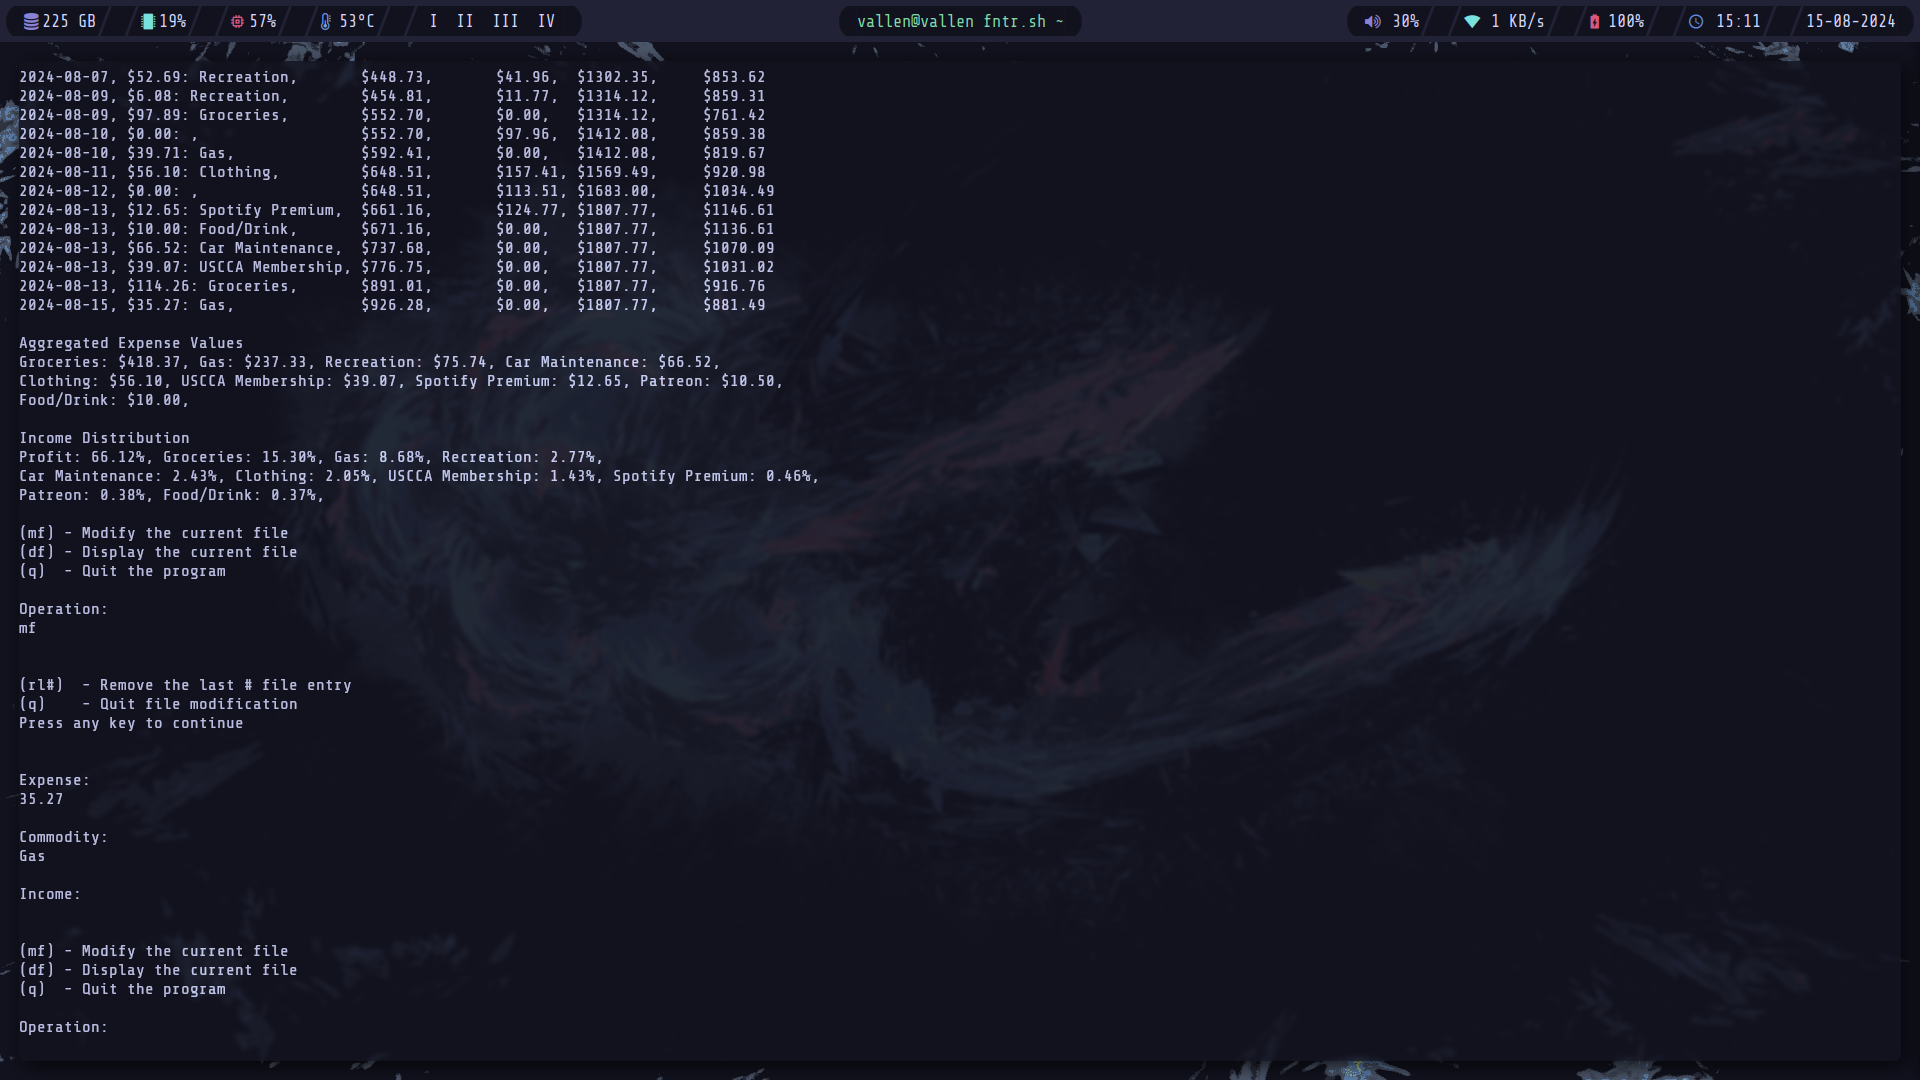 225 GB 19% 57% 53°C I II III IV vallen@vallen fntr.sh ~ 30% 1 KB/s 100% 15:11 15-08-2024
2024-08-07, $52.69: Recreation, $448.73, $41.96, $1302.35, $853.62
2024-08-09, $6.08: Recreation, $454.81, $11.77, $1314.12, $859.31
2024-08-09, $97.89: Groceries, $552.70, $0.00, $1314.12, $761.42
2024-08-10, $0.00: , $552.70, $97.96, $1412.08, $859.38
2024-08-10, $39.71: Gas, $592.41, $0.00, $1412.08, $819.67
2024-08-11, $56.10: Clothing, $648.51, $157.41, $1569.49, $920.98
2024-08-12, $0.00: , $648.51, $113.51, $1683.00, $1034.49
2024-08-13, $12.65: Spotify Premium, $661.16, $124.77, $1807.77, $1146.61
2024-08-13, $10.00: Food/Drink, $671.16, $0.00, $1807.77, $1136.61
2024-08-13, $66.52: Car Maintenance, $737.68, $0.00, $1807.77, $1070.09
2024-08-13, $39.07: USCCA Membership, $776.75, $0.00, $1807.77, $1031.02
2024-08-13, $114.26: Groceries, $891.01, $0.00, $1807.77, $916.76
2024-08-15, $35.27: Gas, $926.28, $0.00, $1807.77, $881.49
Aggregated Expense Values
Groceries: $418.37, Gas: $237.33, Recreation: $75.74, Car Maintenance: $66.52,
Clothing: $56.10, USCCA Membership: $39.07, Spotify Premium: $12.65, Patreon: $10.50,
Food/Drink: $10.00,
Income Distribution
Profit: 66.12%, Groceries: 15.30%, Gas: 8.68%, Recreation: 2.77%,
Car Maintenance: 2.43%, Clothing: 2.05%, USCCA Membership: 1.43%, Spotify Premium: 0.46%,
Patreon: 0.38%, Food/Drink: 0.37%,
(mf) - Modify the current file
(df) - Display the current file
(q) - Quit the program
Operation:
mf
(rl#) - Remove the last # file entry
(q) - Quit file modification
Press any key to continue
Expense:
35.27
Commodity:
Gas
Income:
(mf) - Modify the current file
(df) - Display the current file
(q) - Quit the program
Operation: